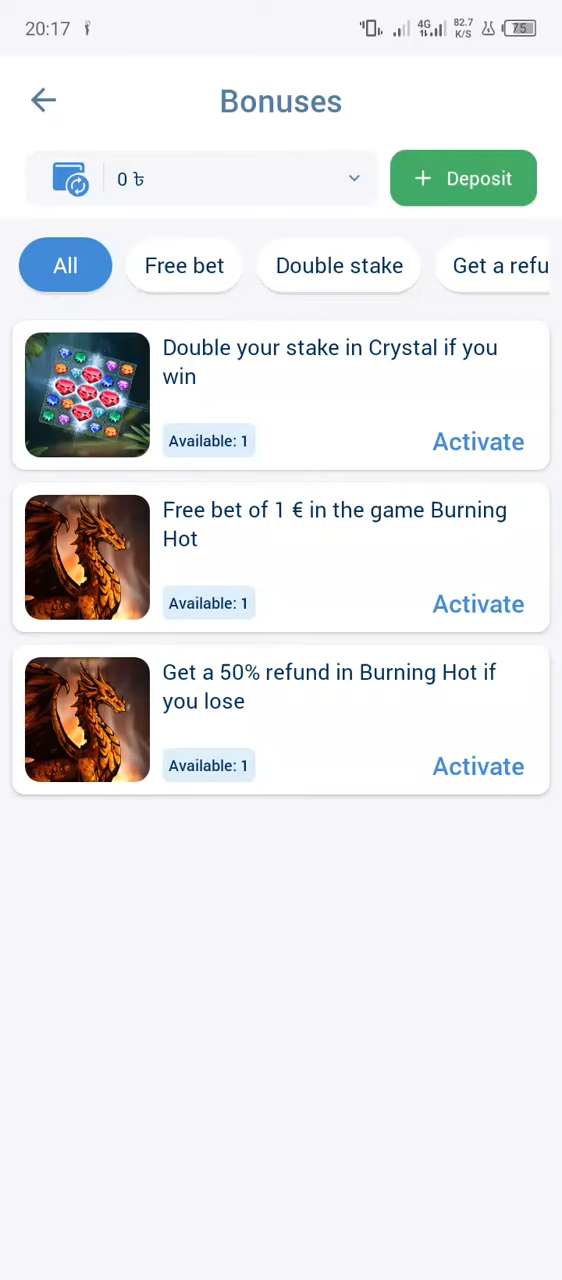 20:17 4G 82.7 K/S 75
Bonuses
0 ৳
+ Deposit
All Free bet Double stake Get a refu
Double your stake in Crystal if you
win
Available: 1
Activate
Free bet of 1 € in the game Burning
Hot
Available: 1
Activate
Get a 50% refund in Burning Hot if
you lose
Available: 1
Activate